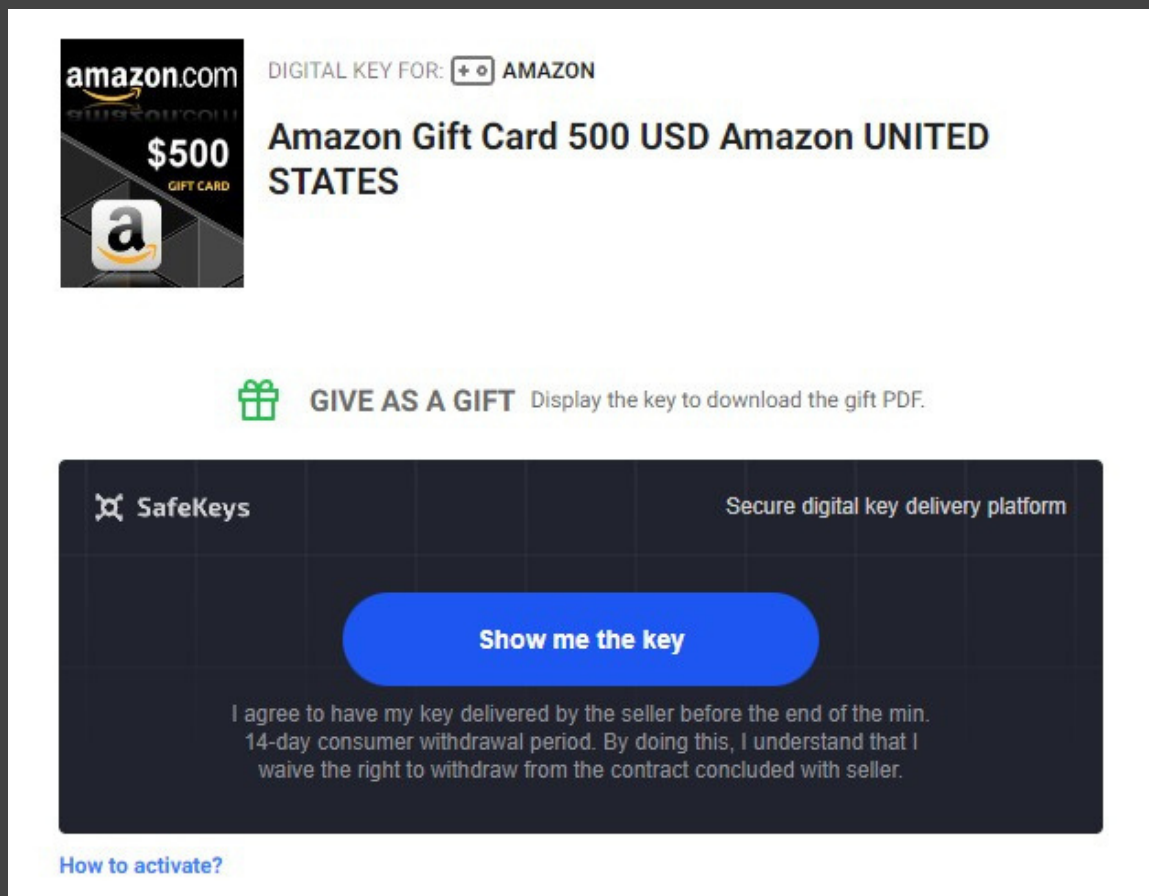 amazon.com
$500
GIFT CARD
a
DIGITAL KEY FOR: AMAZON
Amazon Gift Card 500 USD Amazon UNITED
STATES
GIVE AS A GIFT Display the key to download the gift PDF.
SafeKeys
Secure digital key delivery platform
Show me the key
I agree to have my key delivered by the seller before the end of the min.
14-day consumer withdrawal period. By doing this, I understand that I
waive the right to withdraw from the contract concluded with seller.
How to activate?